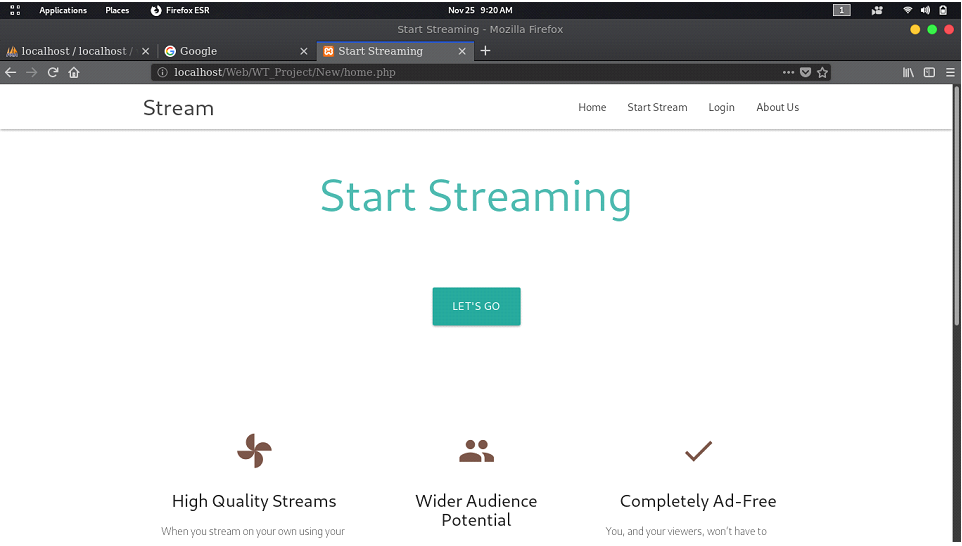 Applications Places Firefox ESR Nov 25 9:20 AM 1
Start Streaming - Mozilla Firefox
localhost / localhost / Google Start Streaming
localhost/Web/WT_Project/New/home.php
Stream Home Start Stream Login About Us
Start Streaming
LET'S GO
High Quality Streams
When you stream on your own using your
Wider Audience
Potential
Completely Ad-Free
You, and your viewers, won't have to